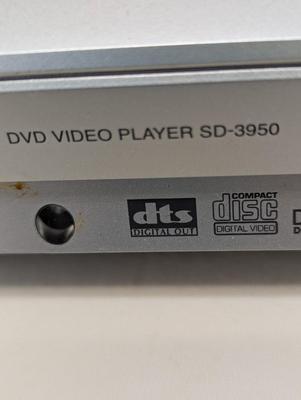 DVD VIDEO PLAYER SD-3950
dts
DIGITAL OUT
COMPACT
disc
DIGITAL VIDEO